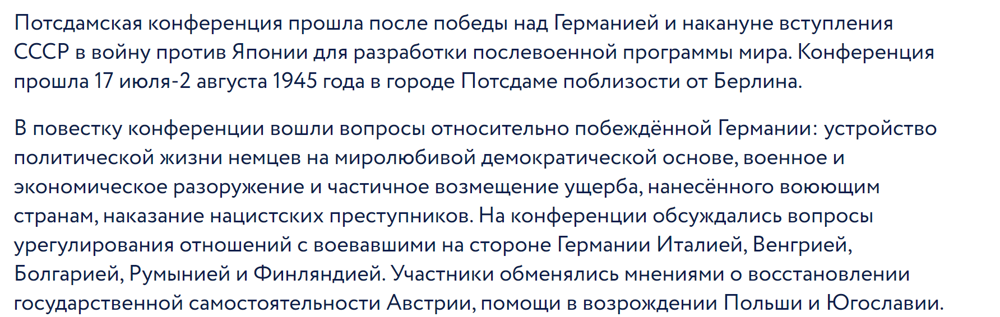 Потсдамская конференция прошла после победы над Германией и накануне вступления
СССР в войну против Японии для разработки послевоенной программы мира. Конференция
прошла 17 июля-2 августа 1945 года в городе Потсдаме поблизости от Берлина.
В повестку конференции вошли вопросы относительно побеждённой Германии: устройство
политической жизни немцев на миролюбивой демократической основе, военное и
экономическое разоружение и частичное возмещение ущерба, нанесённого воюющим
странам, наказание нацистских преступников. На конференции обсуждались вопросы
урегулирования отношений с воевавшими на стороне Германии Италией, Венгрией,
Болгарией, Румынией и Финляндией. Участники обменялись мнениями о восстановлении
государственной самостоятельности Австрии, помощи в возрождении Польши и Югославии.